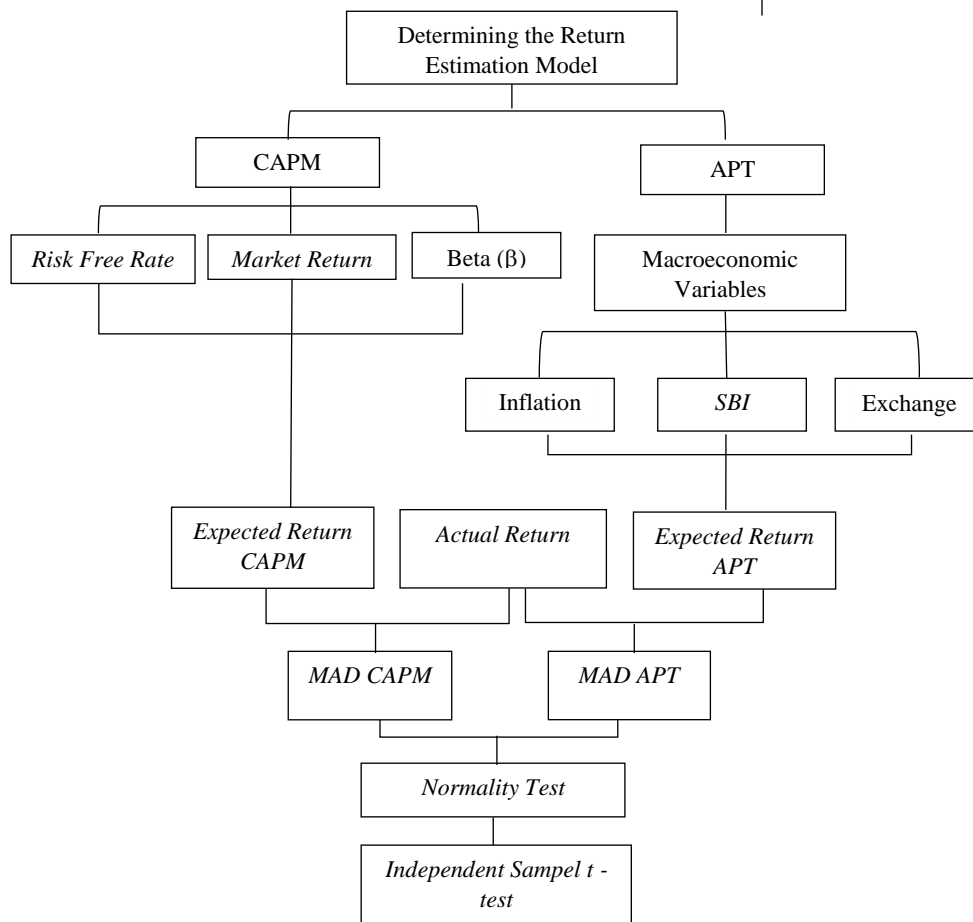 Determining the Return
Estimation Model
CAPM
APT
Risk Free Rate
Market Return
Beta (β)
Macroeconomic
Variables
Inflation
SBI
Exchange
Expected Return
CAPM
Actual Return
Expected Return
APT
MAD CAPM
MAD APT
Normality Test
Independent Sampel t -
test